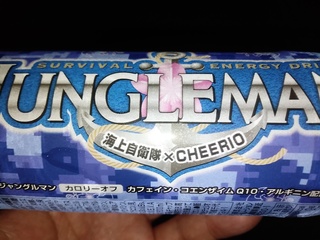 SURVIVAL ENERGY DRI
JUNGLEMAN
海上自衛隊×CHEERIO
ジャングルマン カロリーオフ カフェイン・コエンザイムQ10・アルギニン配